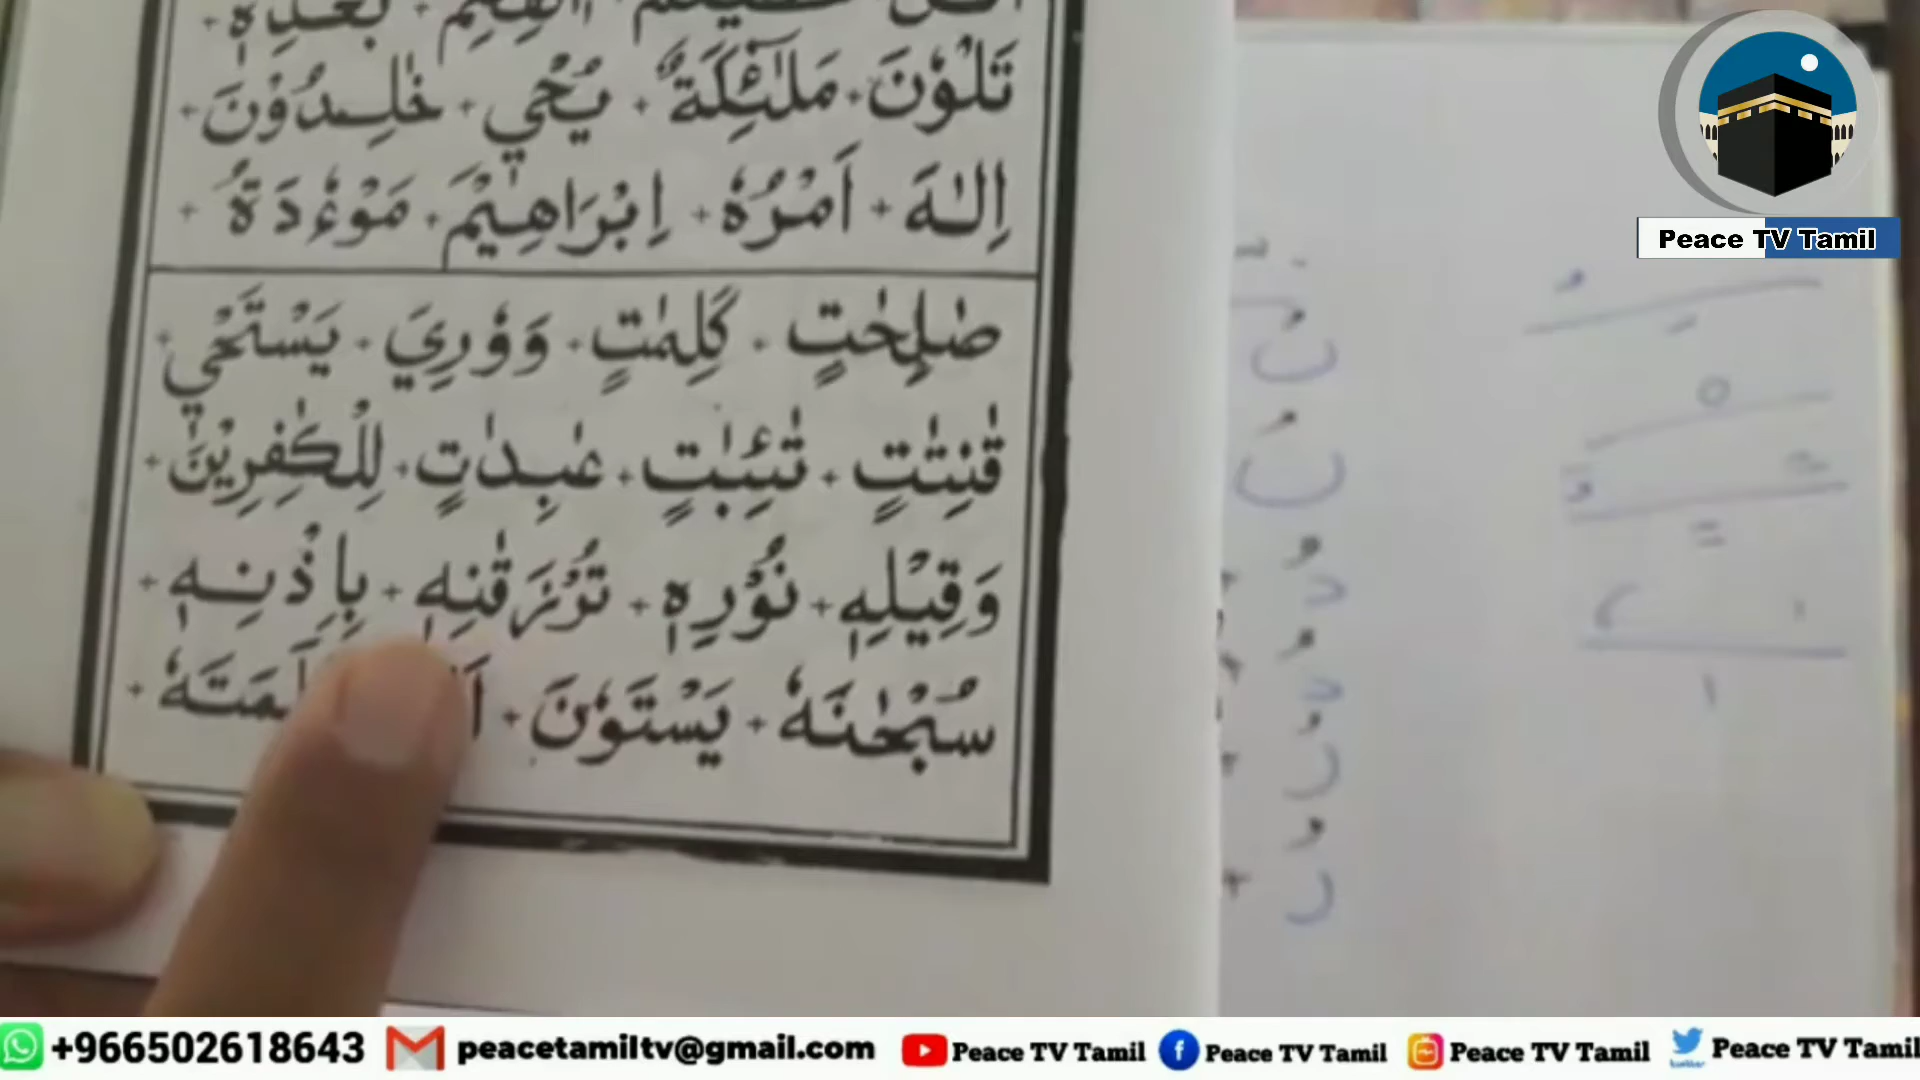 تَلَوْنَ + مَلٰٓئِكَةُ + يُحْيٖ + خٰلِدُوْنَ +
اِلٰهَ + اَمْرُهٗ + اِبْرَاهِيْمَ + مَوْءٗدَةُ +
صٰلِحٰتٍ + كَلِمٰتٍ + وَوٗرِيَ + يَسْتَحْيٖ +
قٰنِتٰتٍ + تٰٓئِبٰتٍ + عٰبِدٰتٍ + لِلْكٰفِرِيْنَ +
وَقِيْلِهٖ + نُوْرِهٖ + تُرْزَقٰنِهٖ + بِاِذْنِهٖ +
سُبْحٰنَهٗ + يَسْتَوٗنَ +
Peace TV Tamil
+966502618643 peacetamiltv@gmail.com Peace TV Tamil Peace TV Tamil Peace TV Tamil Peace TV Tamil